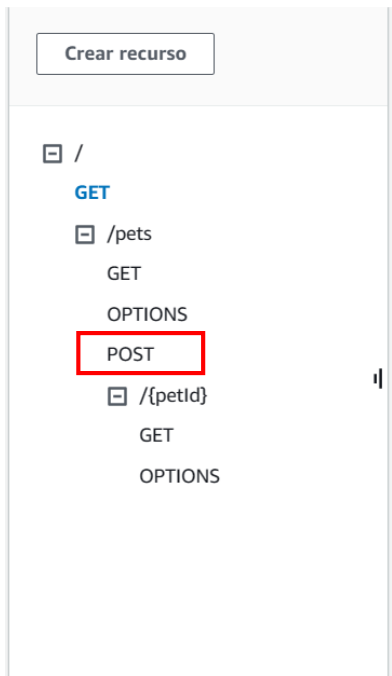 Crear recurso
/
GET
/pets
GET
OPTIONS
POST
/{petId}
GET
OPTIONS